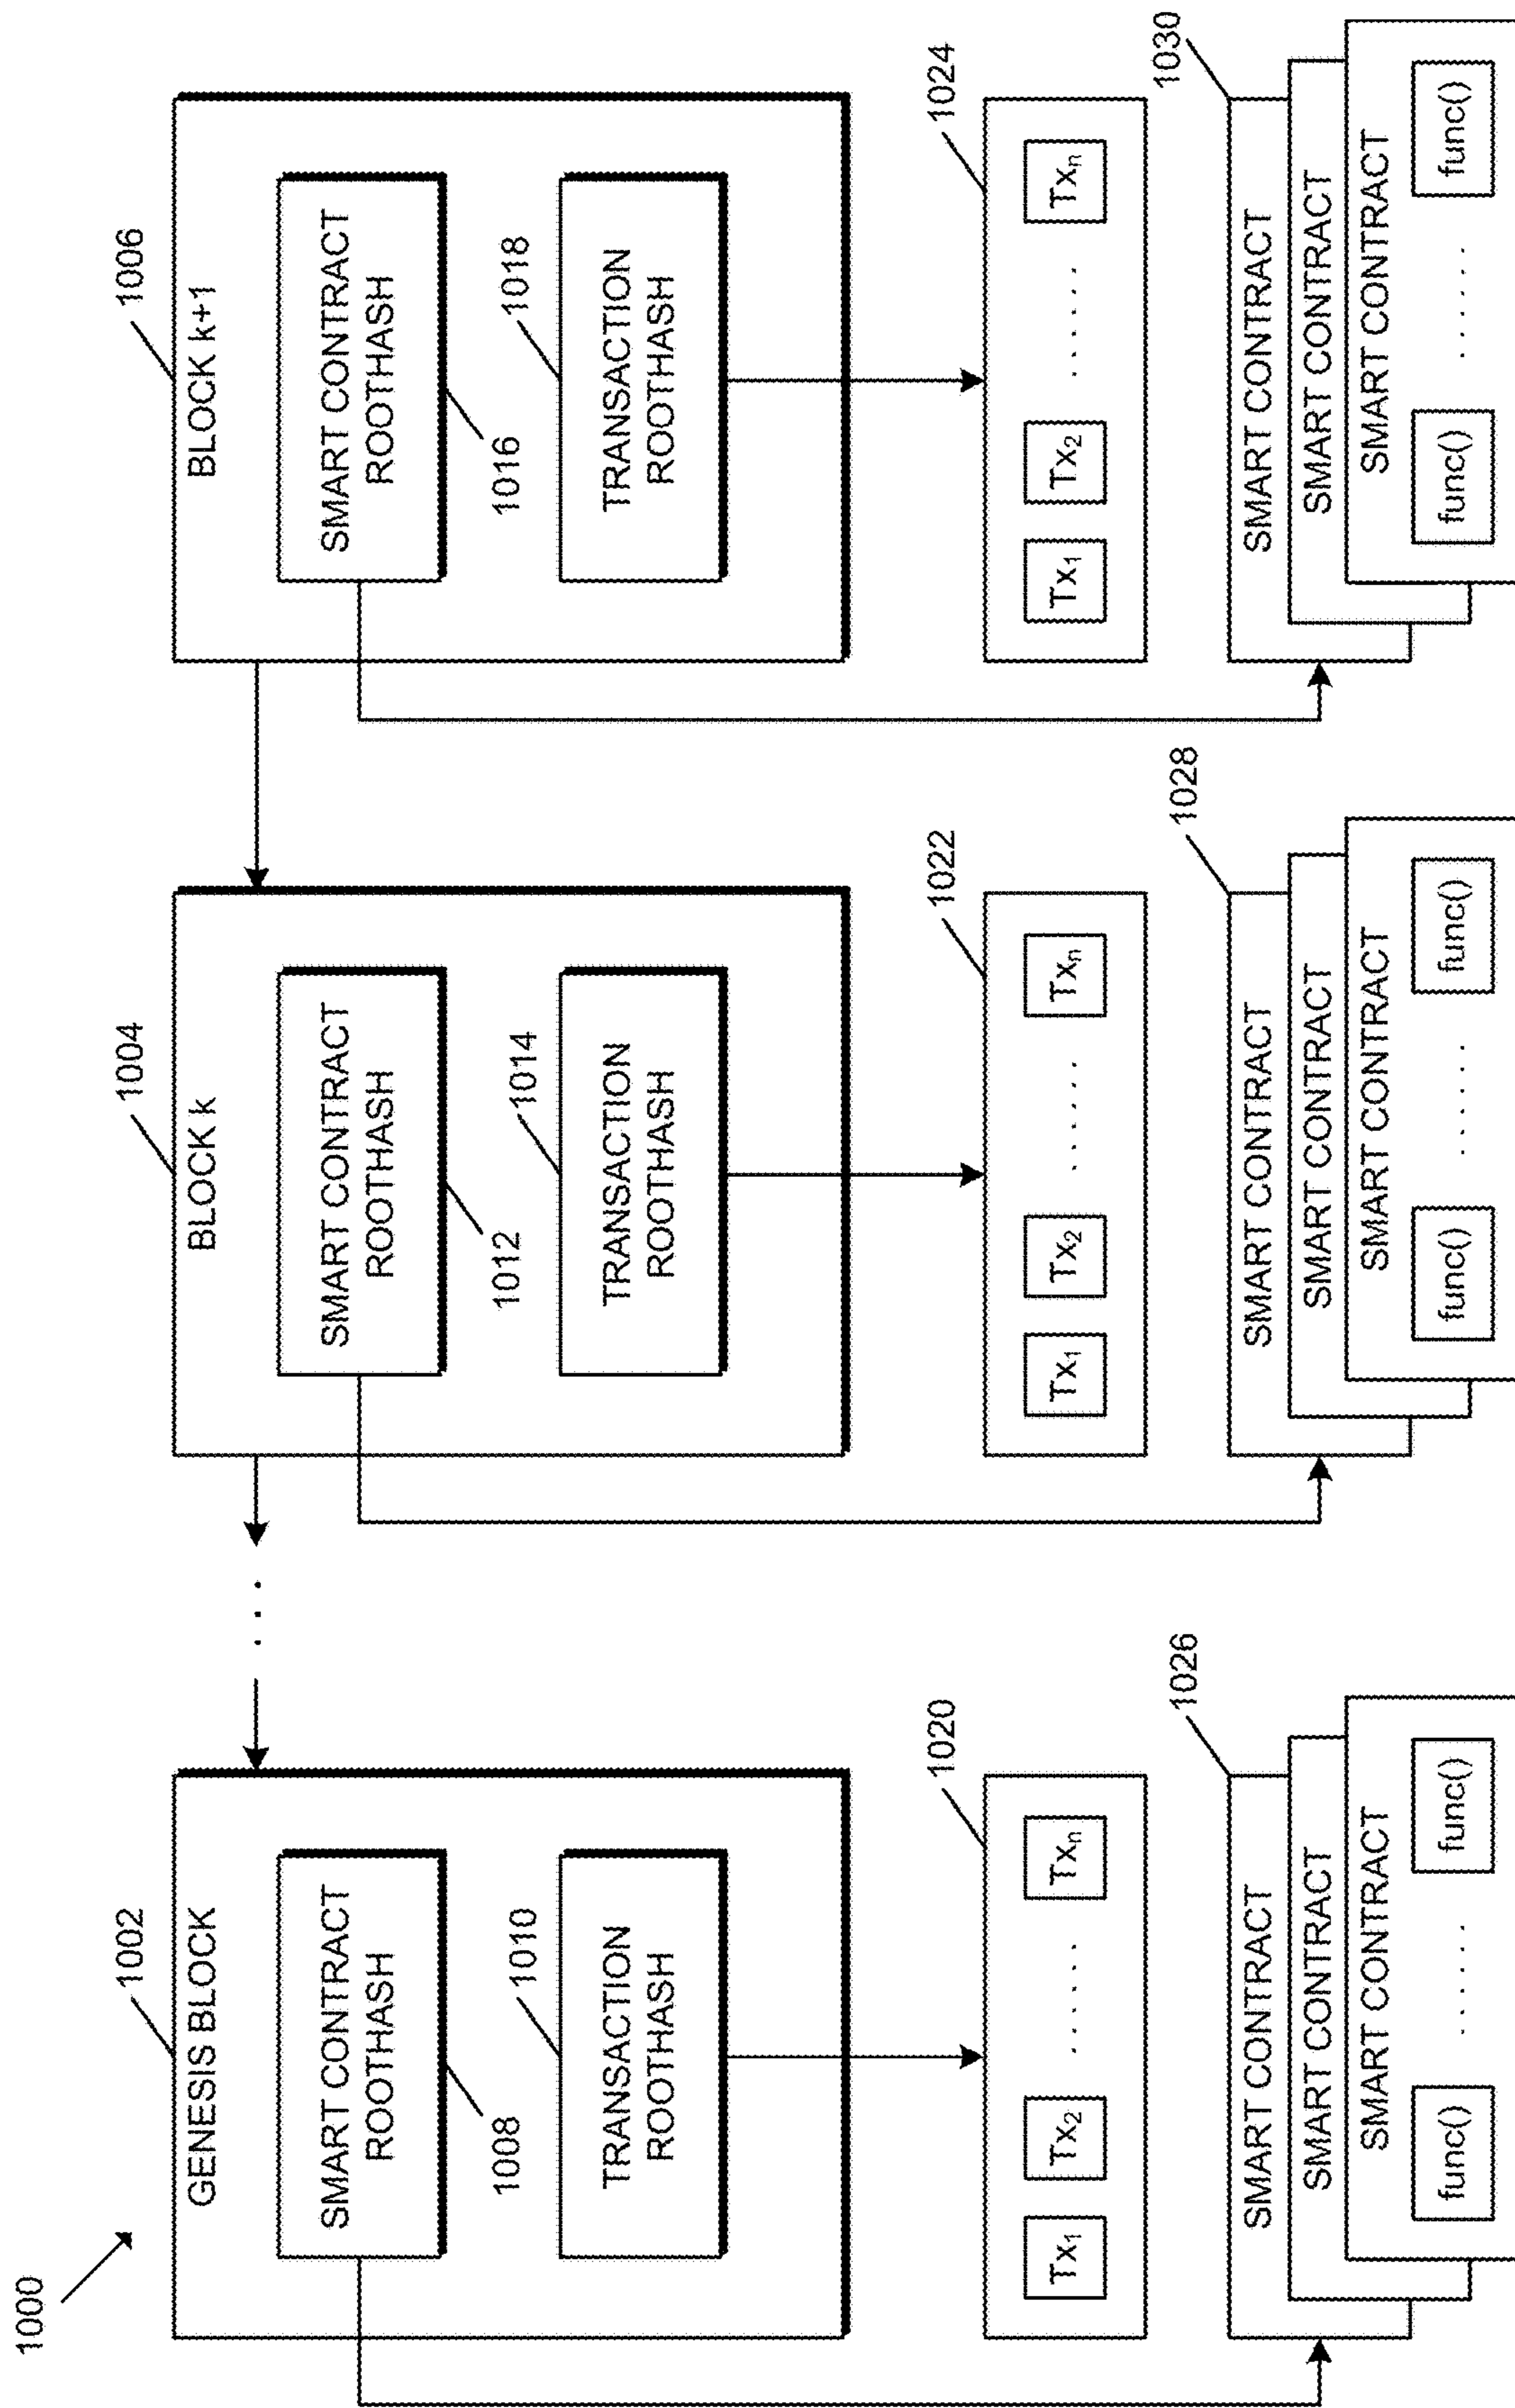 1000
1002
GENESIS BLOCK
SMART CONTRACT
ROOTHASH
1008
1010
TRANSACTION
ROOTHASH
1020
Tx₁
Tx₂
. . . . . .
Txₙ
1026
SMART CONTRACT
SMART CONTRACT
SMART CONTRACT
func()
. . . . . .
func()
. . .
1004
BLOCK k
SMART CONTRACT
ROOTHASH
1012
1014
TRANSACTION
ROOTHASH
1022
Tx₁
Tx₂
. . . . . .
Txₙ
1028
SMART CONTRACT
SMART CONTRACT
SMART CONTRACT
func()
. . . . . .
func()
1006
BLOCK k+1
SMART CONTRACT
ROOTHASH
1016
1018
TRANSACTION
ROOTHASH
1024
Tx₁
Tx₂
. . . . . .
Txₙ
1030
SMART CONTRACT
SMART CONTRACT
SMART CONTRACT
func()
. . . . . .
func()